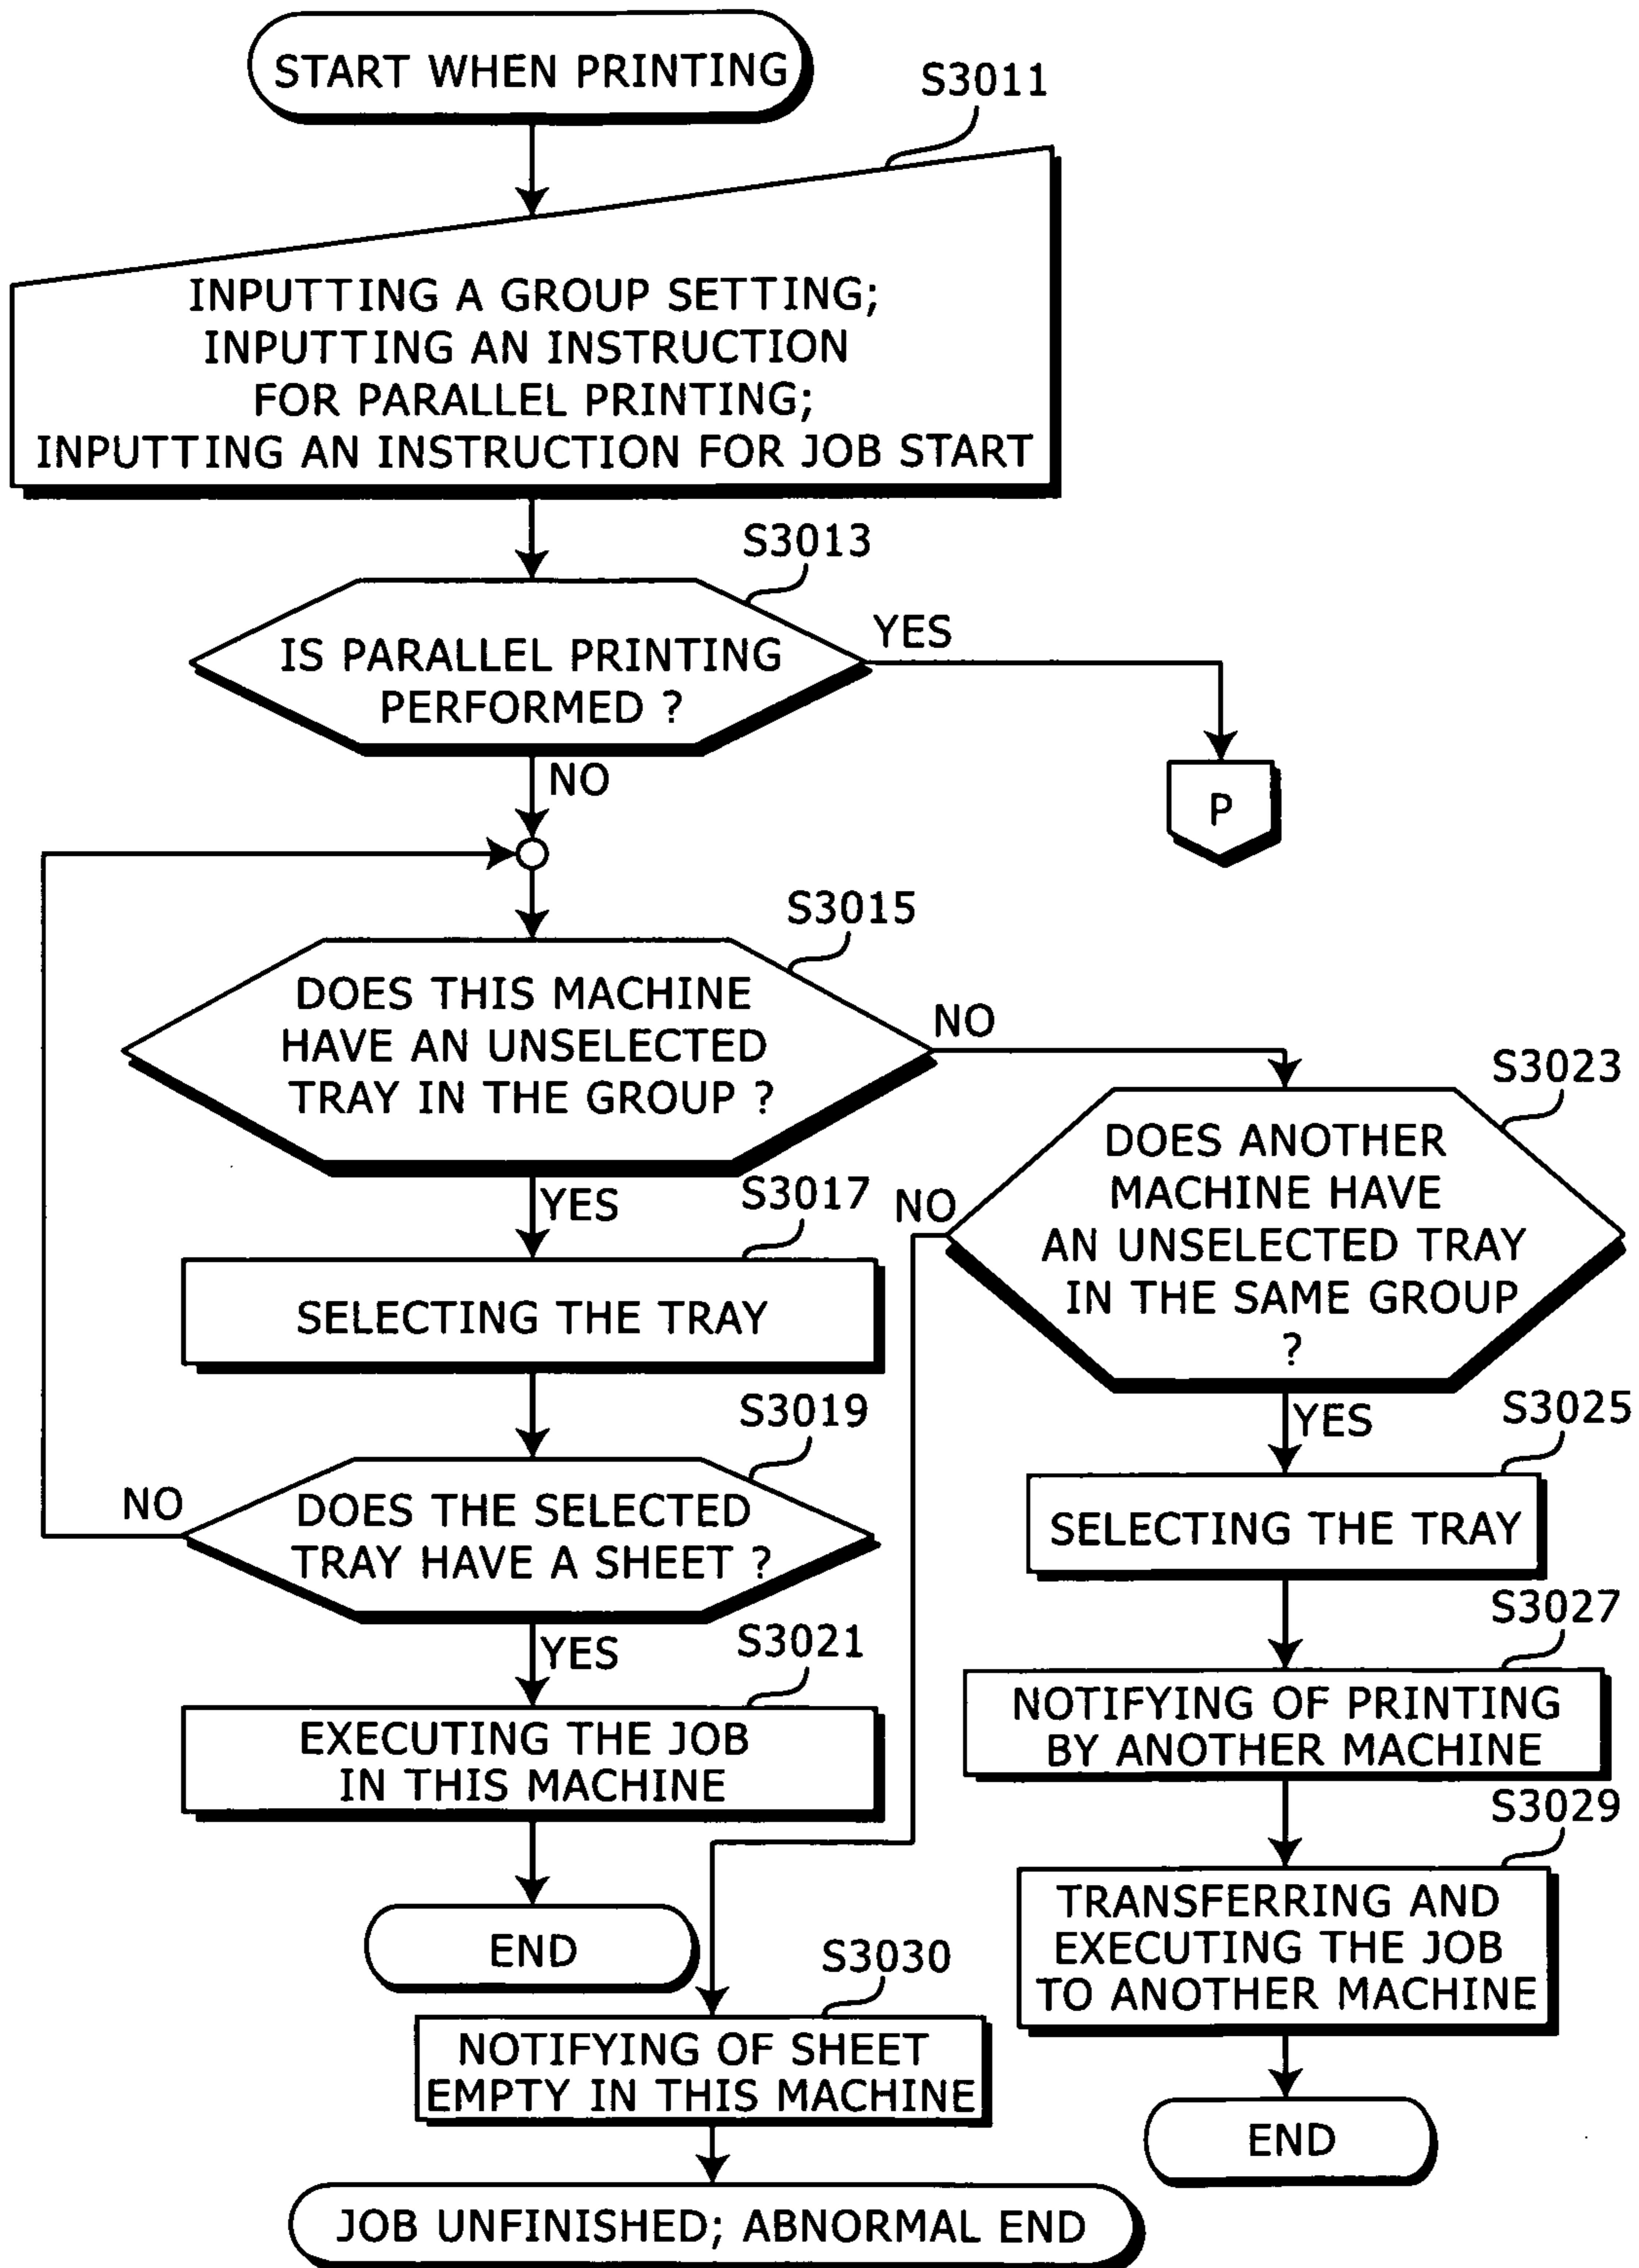 START WHEN PRINTING
S3011
INPUTTING A GROUP SETTING;
INPUTTING AN INSTRUCTION
FOR PARALLEL PRINTING;
INPUTTING AN INSTRUCTION FOR JOB START
S3013
IS PARALLEL PRINTING
PERFORMED ?
YES
NO
P
S3015
DOES THIS MACHINE
HAVE AN UNSELECTED
TRAY IN THE GROUP ?
NO
YES
S3017
SELECTING THE TRAY
S3019
DOES THE SELECTED
TRAY HAVE A SHEET ?
NO
YES
S3021
EXECUTING THE JOB
IN THIS MACHINE
END
S3023
DOES ANOTHER
MACHINE HAVE
AN UNSELECTED TRAY
IN THE SAME GROUP
?
NO
YES
S3025
SELECTING THE TRAY
S3027
NOTIFYING OF PRINTING
BY ANOTHER MACHINE
S3029
TRANSFERRING AND
EXECUTING THE JOB
TO ANOTHER MACHINE
END
S3030
NOTIFYING OF SHEET
EMPTY IN THIS MACHINE
JOB UNFINISHED; ABNORMAL END